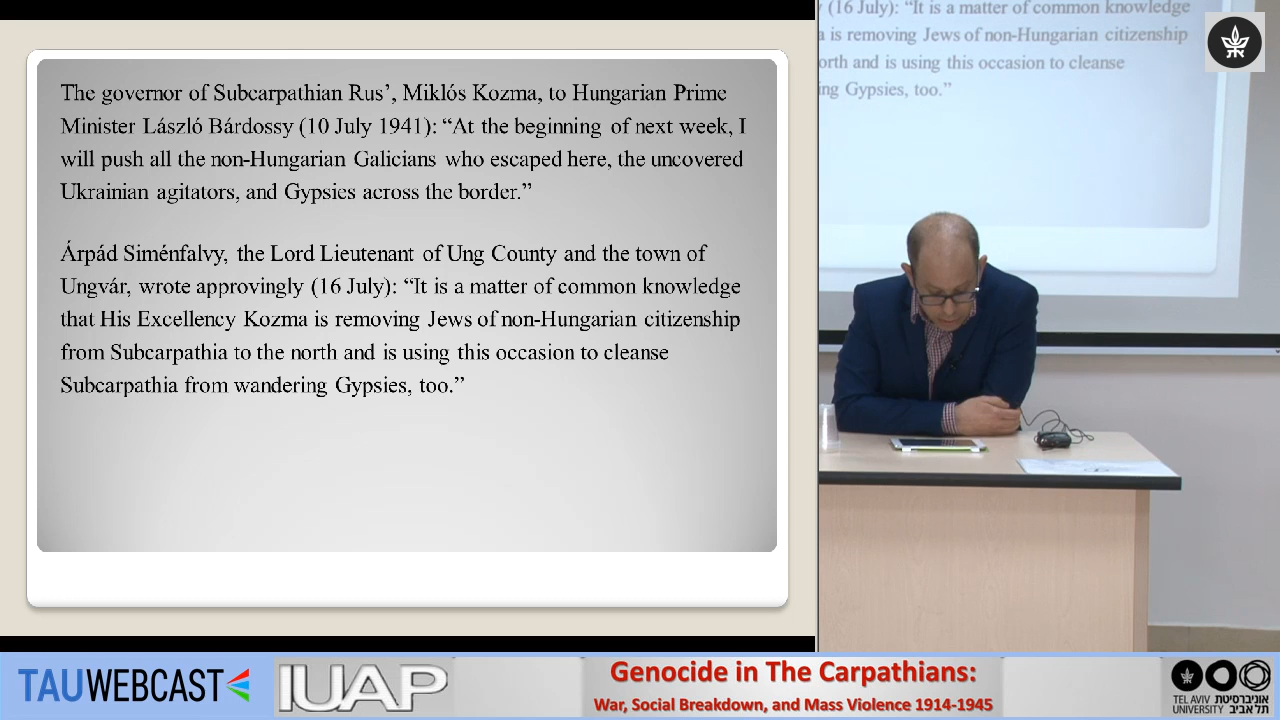 The governor of Subcarpathian Rus’, Miklós Kozma, to Hungarian Prime
Minister László Bárdossy (10 July 1941): “At the beginning of next week, I
will push all the non-Hungarian Galicians who escaped here, the uncovered
Ukrainian agitators, and Gypsies across the border.”
Árpád Siménfalvy, the Lord Lieutenant of Ung County and the town of
Ungvár, wrote approvingly (16 July): “It is a matter of common knowledge
that His Excellency Kozma is removing Jews of non-Hungarian citizenship
from Subcarpathia to the north and is using this occasion to cleanse
Subcarpathia from wandering Gypsies, too.”
(16 July): “It is a matter of common knowledge
is removing Jews of non-Hungarian citizenship
orth and is using this occasion to cleanse
ing Gypsies, too.”
TAUWEBCAST
IUAP
Genocide in The Carpathians:
War, Social Breakdown, and Mass Violence 1914-1945
TEL AVIV אוניברסיטת
UNIVERSITY תל אביב